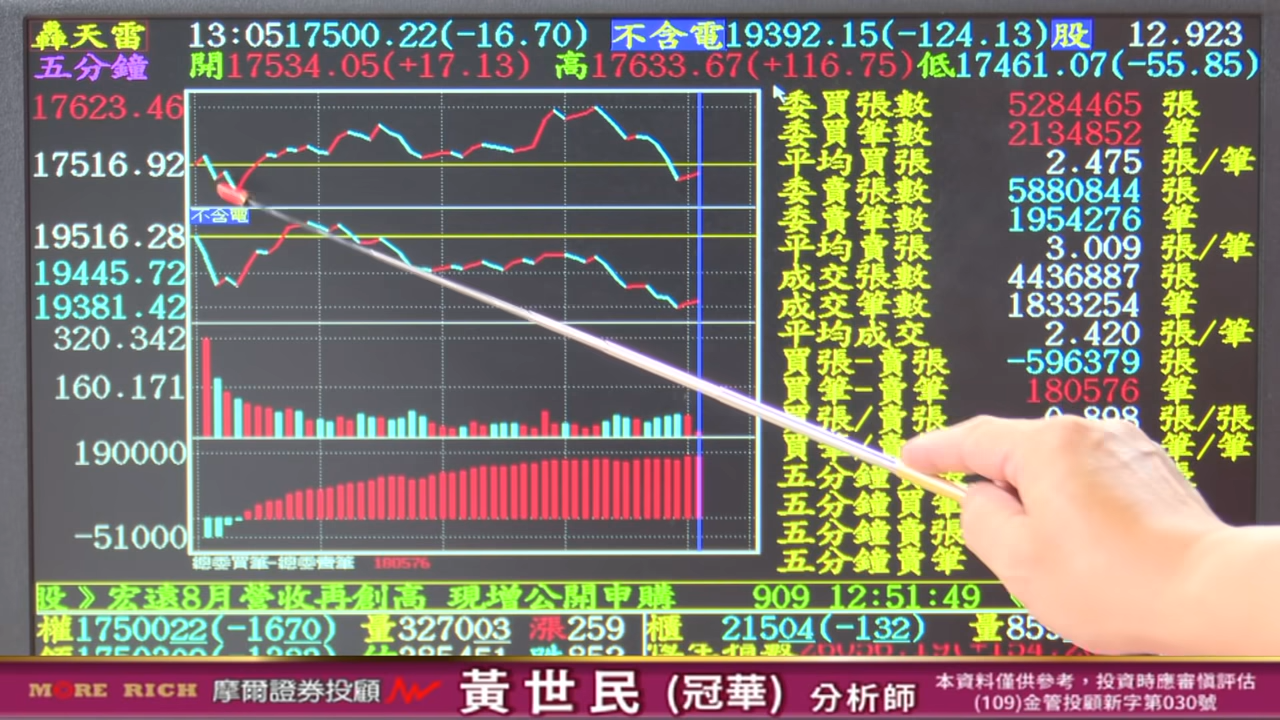 轟天雷 13:05 17500.22(-16.70) 不含電 19392.15(-124.13) 股 12.923
五分鐘 開17534.05(+17.13) 高17633.67(+116.75) 低17461.07(-55.85)
17623.46
17516.92
不含電
19516.28
19445.72
19381.42
320.342
160.171
190000
-51000
總委買筆-總委賣筆 180576
委買張數 5284465 張
委買筆數 2134852 筆
平均買張 2.475 張/筆
委賣張數 5880844 張
委賣筆數 1954276 筆
平均賣張 3.009 張/筆
成交張數 4436887 張
成交筆數 1833254 筆
平均成交 2.420 張/筆
買張-賣張 -596379 張
買筆-賣筆 180576 筆
買張/賣張 0.898 張/張
買筆/賣 筆/筆
五分鐘
五分鐘買
五分鐘賣張
五分鐘賣筆
股》宏遠8月營收再創高 現增公開申購 909 12:51:49
權1750022(-1670) 量3270003 漲259 櫃 21504(-132) 量85
MORE RICH 摩爾證券投顧 黃世民 (冠華) 分析師
本資料僅供參考，投資時應審慎評估
(109)金管投顧新字第030號